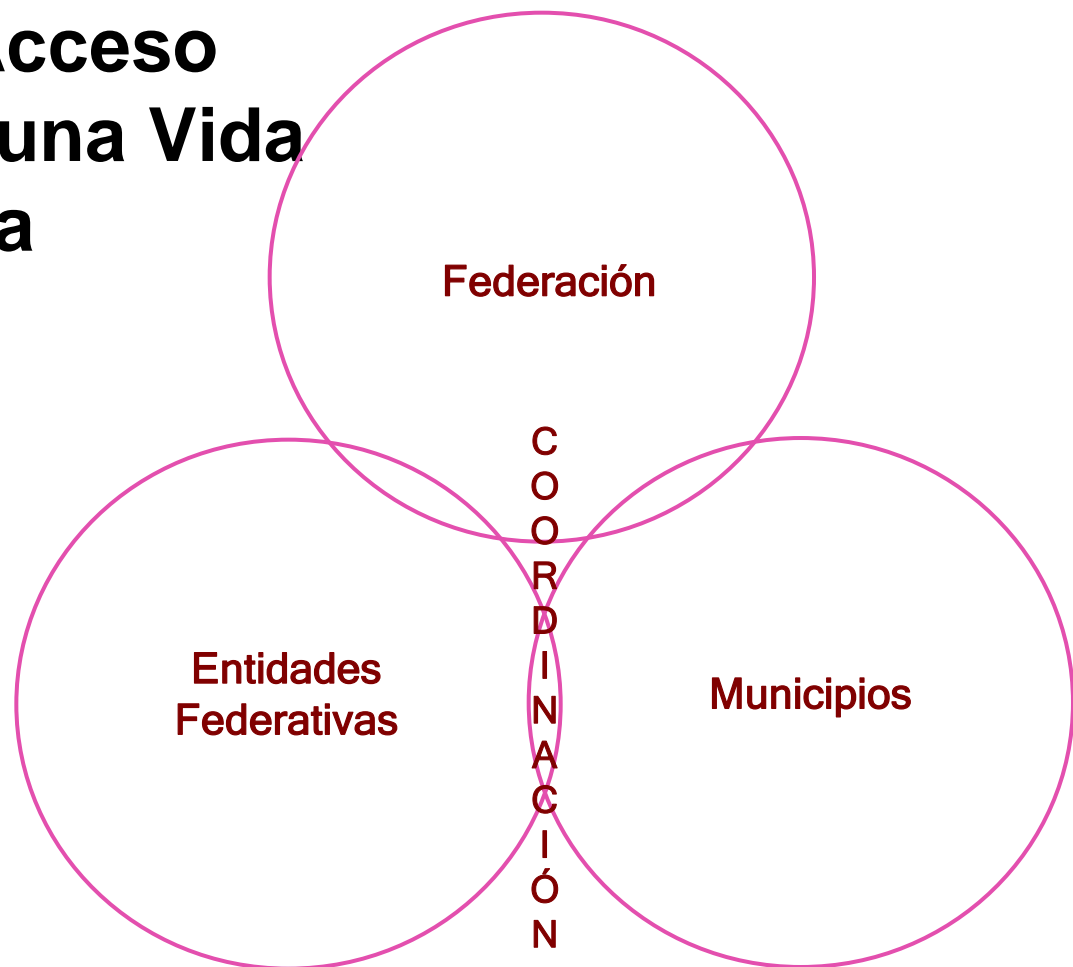 Acceso
una Vida
a
Federación
COORDINACIÓN
Entidades
Federativas
Municipios